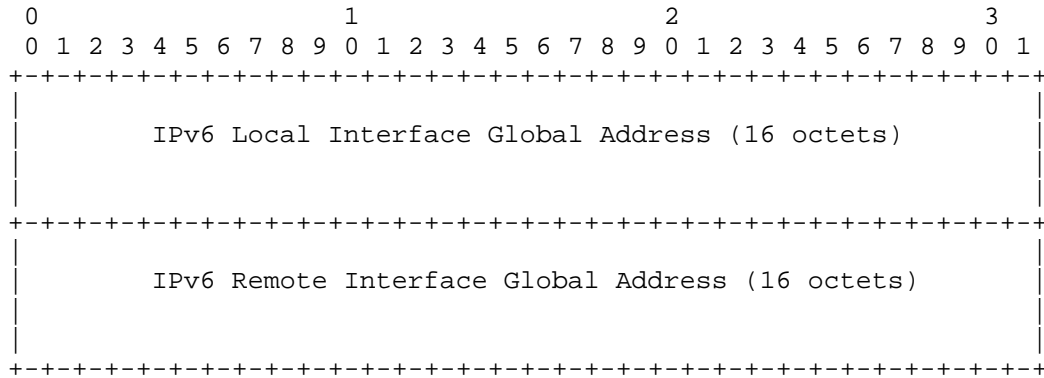 0                   1                   2                   3
 0 1 2 3 4 5 6 7 8 9 0 1 2 3 4 5 6 7 8 9 0 1 2 3 4 5 6 7 8 9 0 1
+-+-+-+-+-+-+-+-+-+-+-+-+-+-+-+-+-+-+-+-+-+-+-+-+-+-+-+-+-+-+-+-+
|                                                               |
|        IPv6 Local Interface Global Address (16 octets)        |
|                                                               |
|                                                               |
+-+-+-+-+-+-+-+-+-+-+-+-+-+-+-+-+-+-+-+-+-+-+-+-+-+-+-+-+-+-+-+-+
|                                                               |
|        IPv6 Remote Interface Global Address (16 octets)       |
|                                                               |
|                                                               |
+-+-+-+-+-+-+-+-+-+-+-+-+-+-+-+-+-+-+-+-+-+-+-+-+-+-+-+-+-+-+-+-+